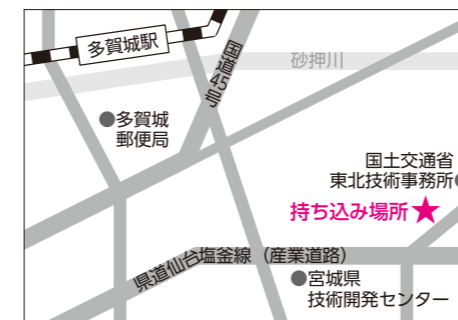 多賀城駅
国道45号
砂押川
●多賀城
郵便局
国土交通省
東北技術事務所●
持ち込み場所★
県道仙台塩釜線（産業道路）
●宮城県
技術開発センター